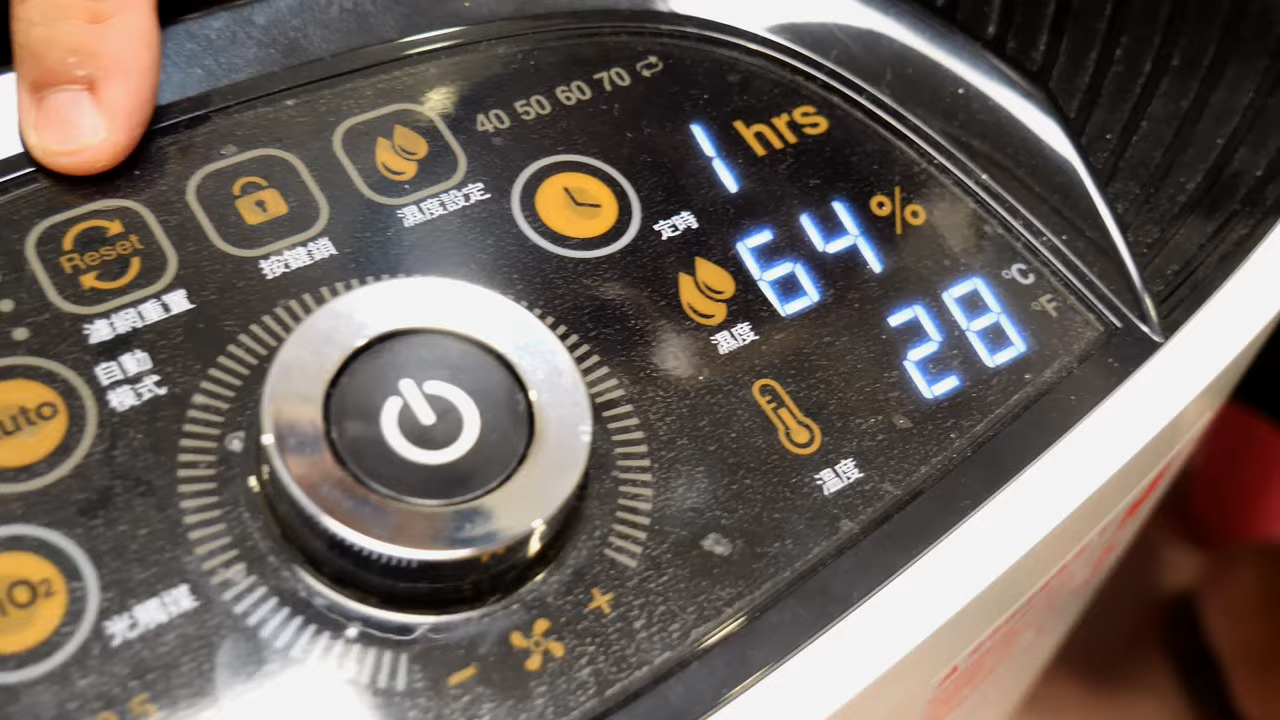 40 50 60 70
1 hrs
64 %
濕度
28 °C
°F
溫度
定時
濕度設定
按鍵鎖
Reset
濾網重置
Auto
自動
模式
光觸媒
+
-